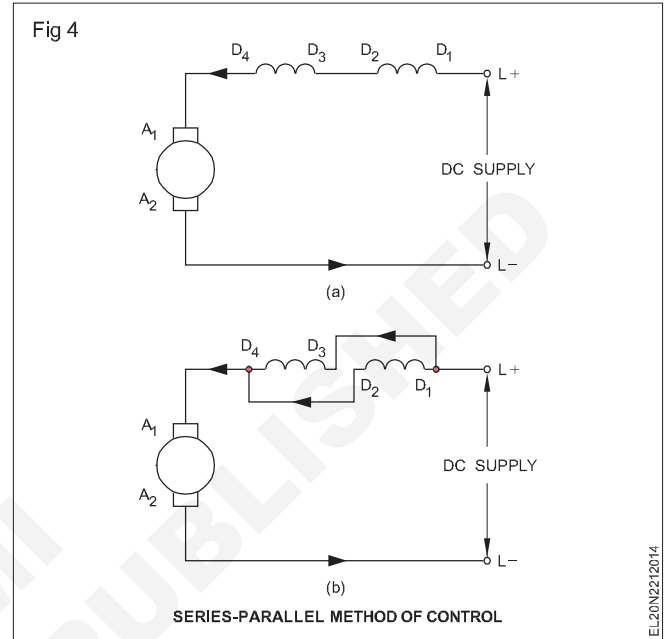 Fig 4
D4 D3 D2 D1
L+
A1
DC SUPPLY
A2
L−
(a)
D4 D3
L+
D2 D1
A1
DC SUPPLY
A2
L−
(b)
SERIES-PARALLEL METHOD OF CONTROL
EL20N2212014
PUBLISHED